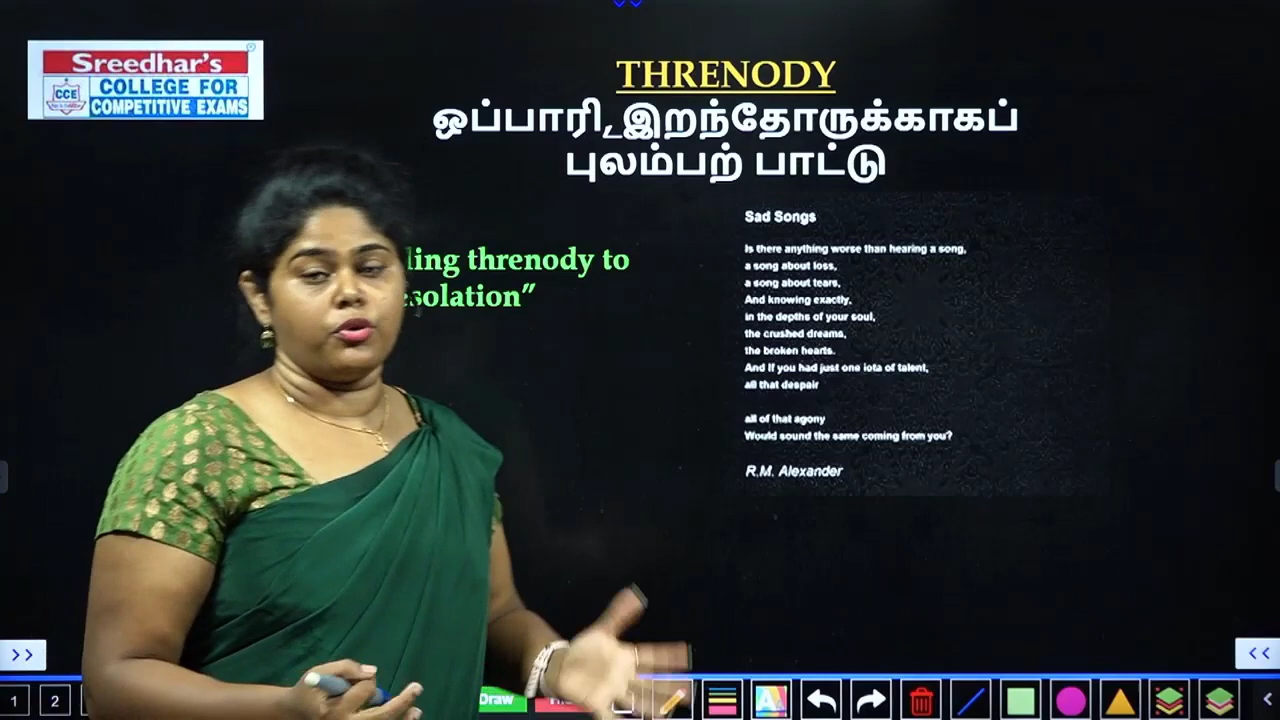 Sreedhar's
CCE
COLLEGE FOR
COMPETITIVE EXAMS
THRENODY
ஒப்பாரி, இறந்தோருக்காகப்
புலம்பற் பாட்டு
ling threnody to
esolation”
Sad Songs
Is there anything worse than hearing a song,
a song about loss,
a song about tears,
And knowing exactly,
in the depths of your soul,
the crushed dreams,
the broken hearts.
And if you had just one iota of talent,
all that despair
all of that agony
Would sound the same coming from you?
R.M. Alexander
>>
<<
1
2
Draw
A